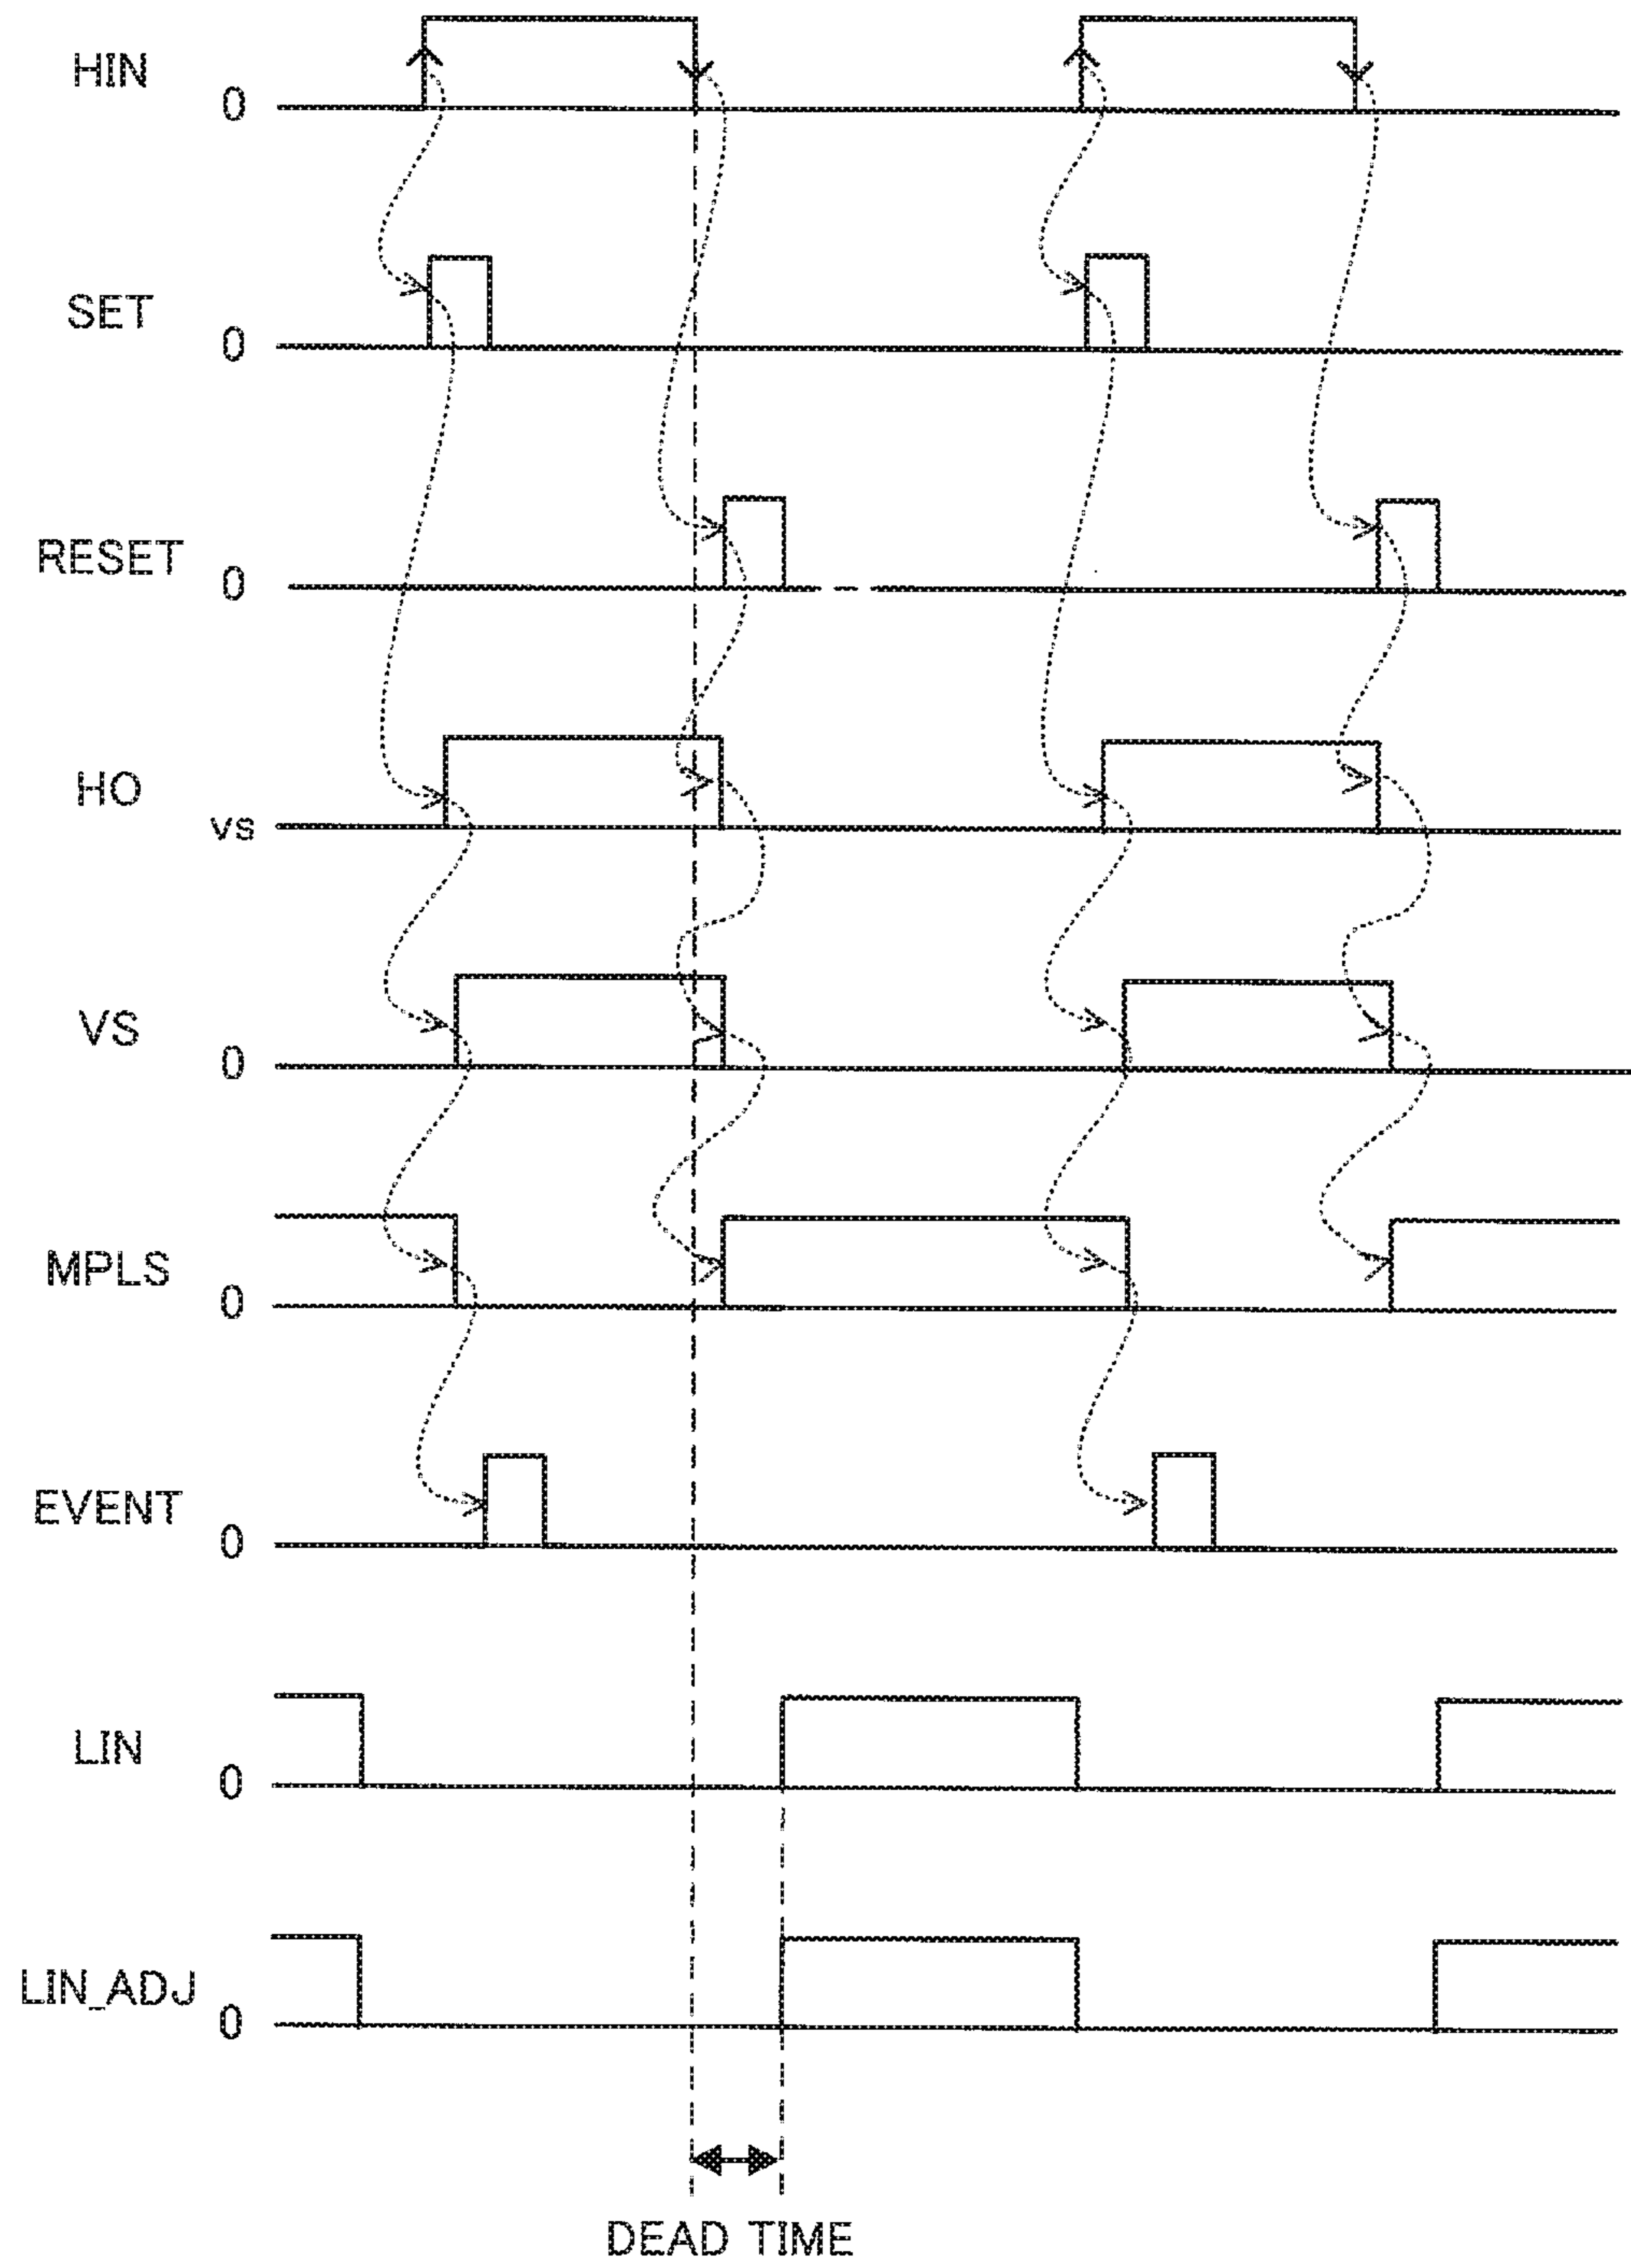 HIN
0
SET
0
RESET
0
HO
VS
VS
0
MPLS
0
EVENT
0
LIN
0
LIN_ADJ
0
DEAD TIME